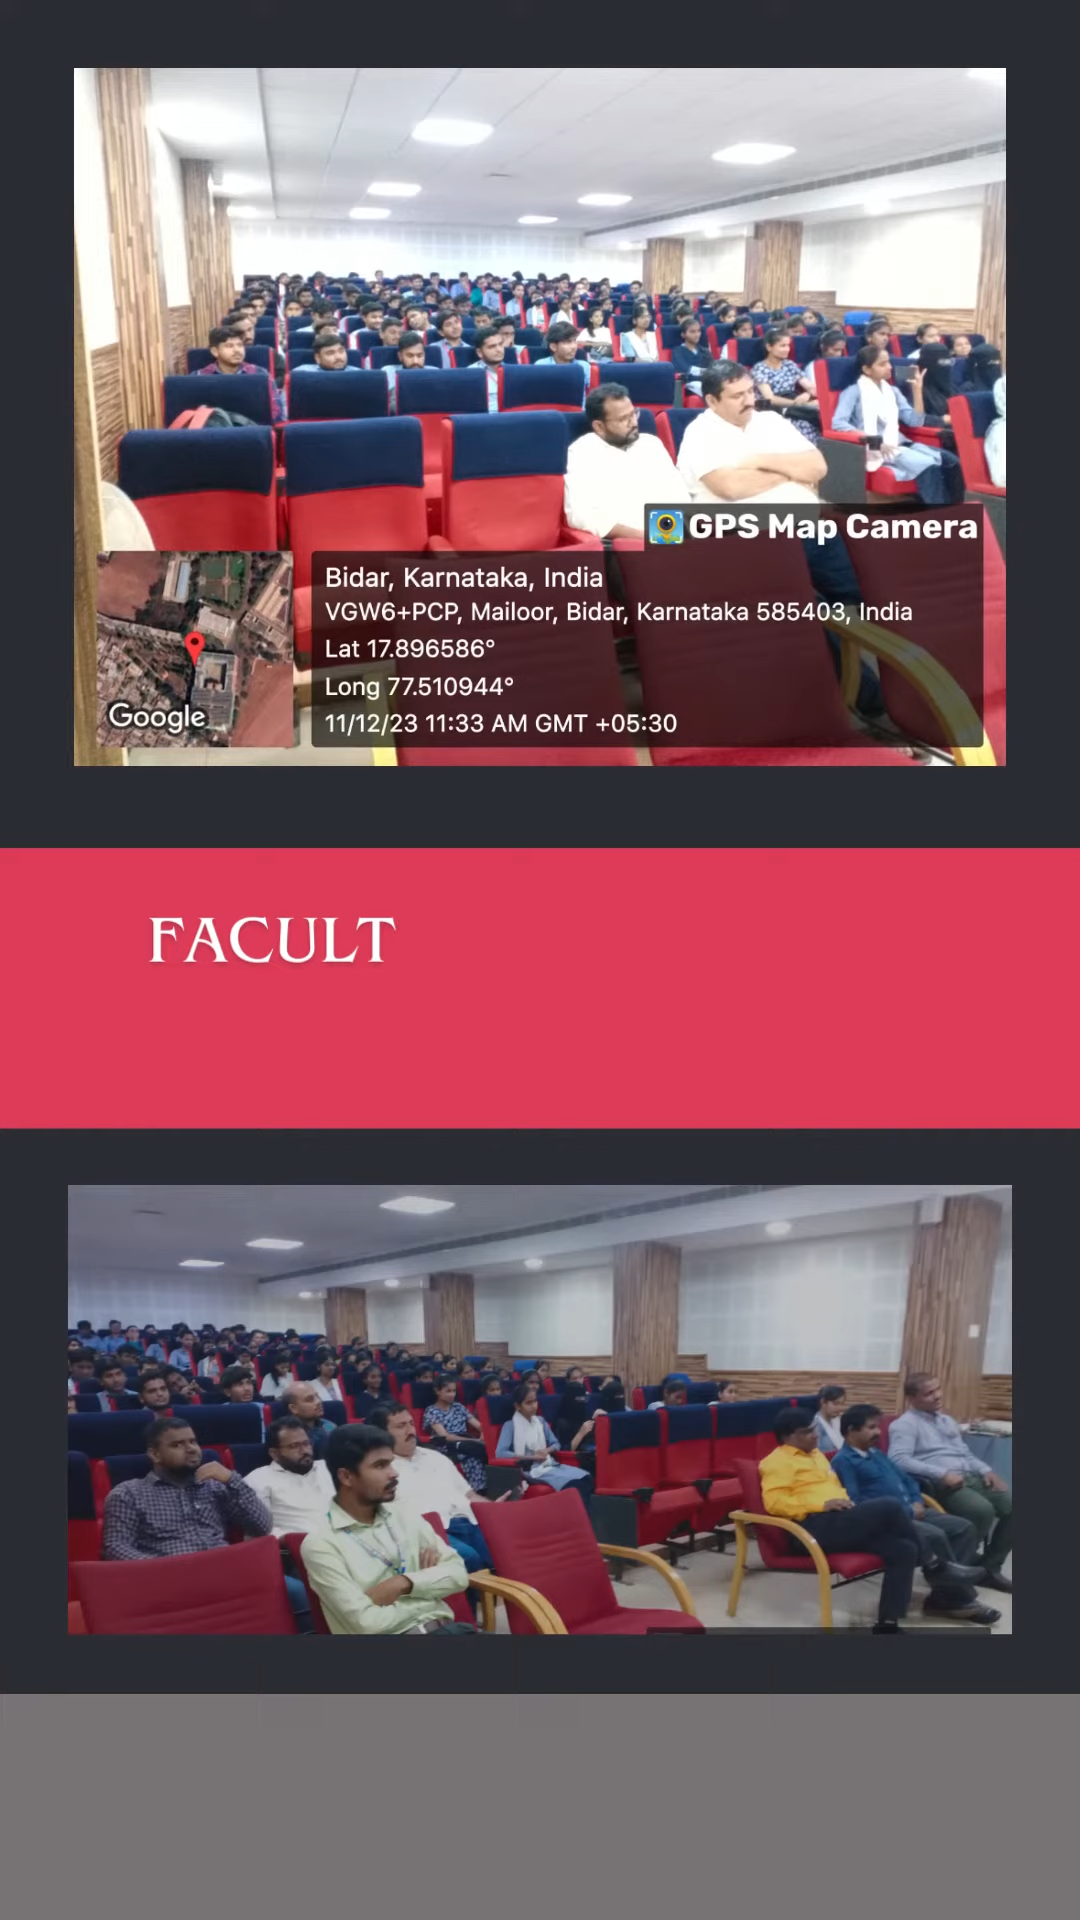 GPS Map Camera
Bidar, Karnataka, India
VGW6+PCP, Mailoor, Bidar, Karnataka 585403, India
Lat 17.896586°
Long 77.510944°
11/12/23 11:33 AM GMT +05:30
Google
FACULT